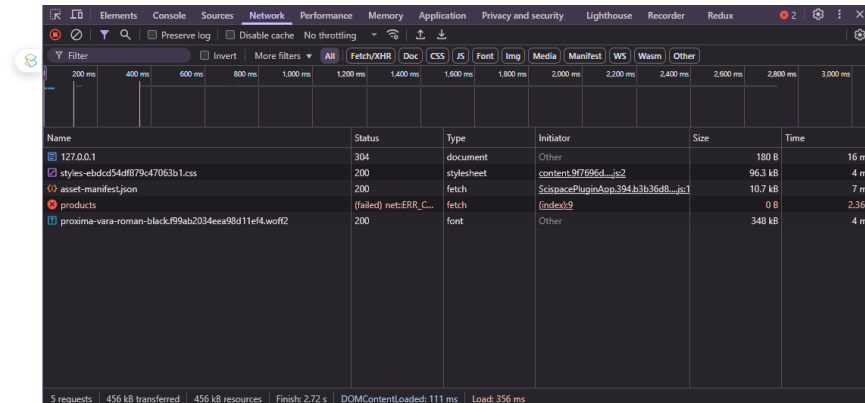 Elements Console Sources Network Performance Memory Application Privacy and security Lighthouse Recorder Redux 2
Preserve log Disable cache No throttling
Filter Invert More filters All Fetch/XHR Doc CSS JS Font Img Media Manifest WS Wasm Other
200 ms 400 ms 600 ms 800 ms 1,000 ms 1,200 ms 1,400 ms 1,600 ms 1,800 ms 2,000 ms 2,200 ms 2,400 ms 2,600 ms 2,800 ms 3,000 ms
Name Status Type Initiator Size Time
127.0.0.1 304 document Other 180 B 16 m
styles-ebdcd54df879c47063b1.css 200 stylesheet content.9f7696d....js:2 96.3 kB 4 m
asset-manifest.json 200 fetch ScispacePluginApp.394.b3b36d8....js:1 10.7 kB 7 m
products (failed) net::ERR_C... fetch (index):9 0 B 2.36
proxima-vara-roman-black.f99ab2034eea98d11ef4.woff2 200 font Other 348 kB 4 m
5 requests 456 kB transferred 456 kB resources Finish: 2.72 s DOMContentLoaded: 111 ms Load: 356 ms